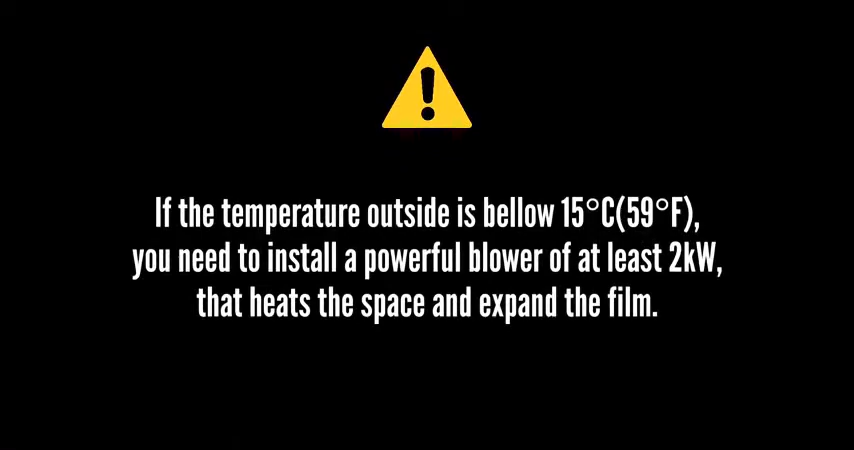 If the temperature outside is bellow 15°C(59°F),
you need to install a powerful blower of at least 2kW,
that heats the space and expand the film.